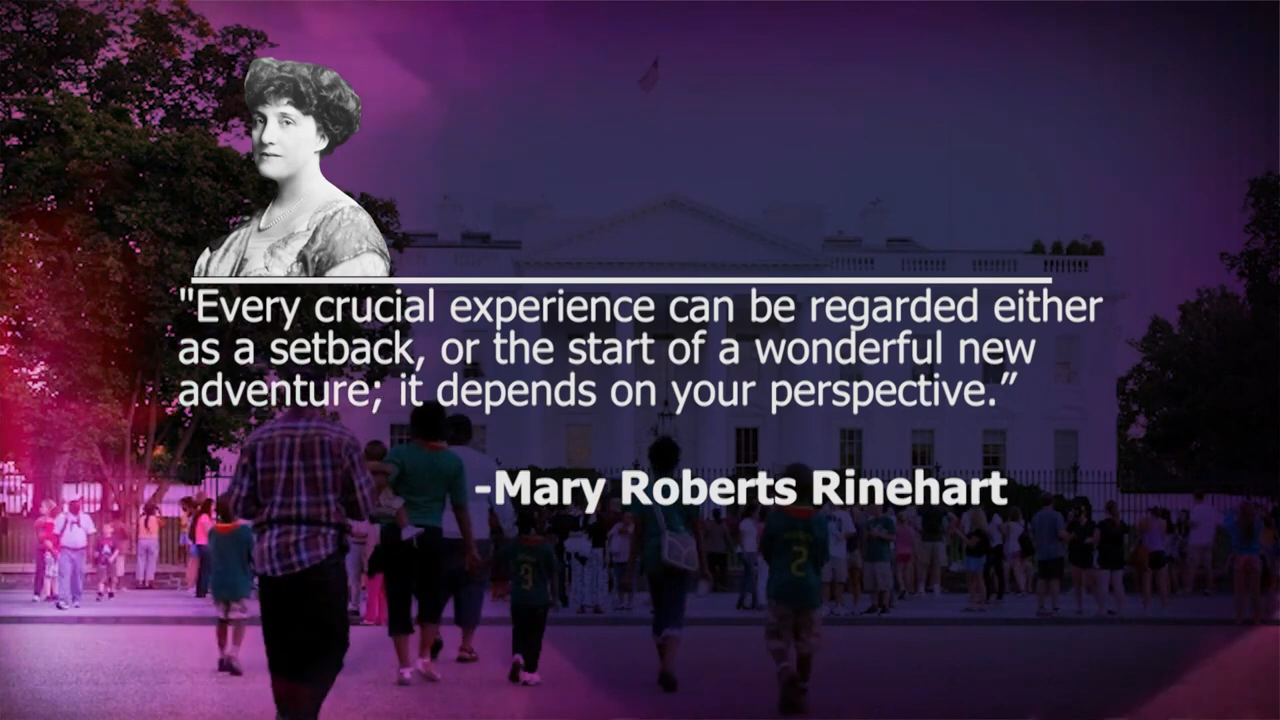 "Every crucial experience can be regarded either
as a setback, or the start of a wonderful new
adventure; it depends on your perspective.”
-Mary Roberts Rinehart
2